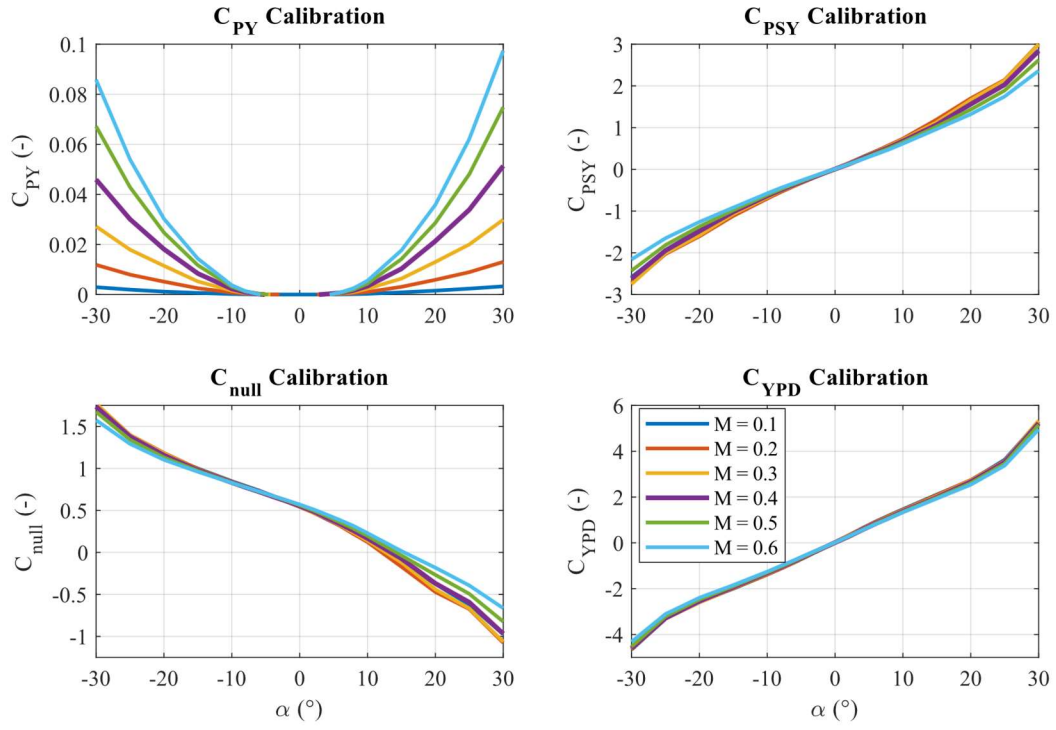 C_PY Calibration
0.1
0.08
0.06
0.04
0.02
0
C_PY (-)
-30 -20 -10 0 10 20 30
C_PSY Calibration
3
2
1
0
-1
-2
-3
C_PSY (-)
-30 -20 -10 0 10 20 30
C_null Calibration
1.5
1
0.5
0
-0.5
-1
C_null (-)
-30 -20 -10 0 10 20 30
α (°)
C_YPD Calibration
6
4
2
0
-2
-4
C_YPD (-)
M = 0.1
M = 0.2
M = 0.3
M = 0.4
M = 0.5
M = 0.6
-30 -20 -10 0 10 20 30
α (°)